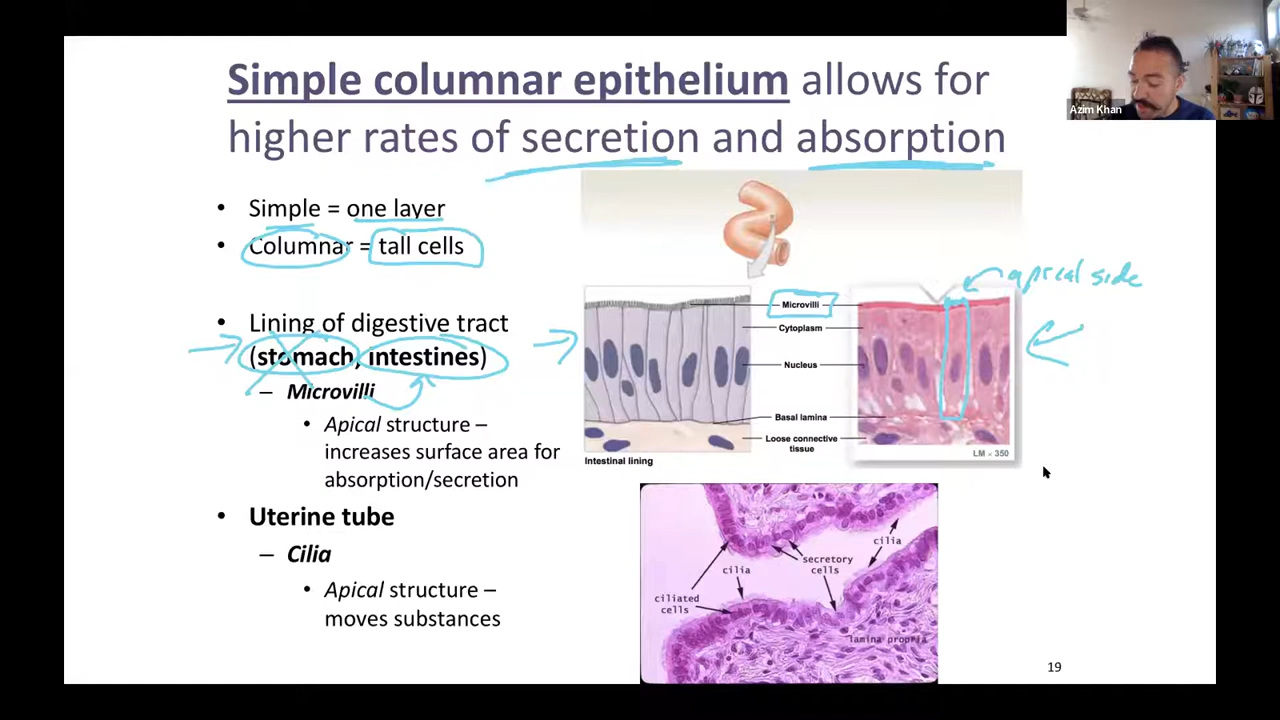 Simple columnar epithelium allows for
higher rates of secretion and absorption
Azim Khan
• Simple = one layer
• Columnar = tall cells
• Lining of digestive tract
(stomach, intestines)
– Microvilli
• Apical structure –
increases surface area for
absorption/secretion
• Uterine tube
– Cilia
• Apical structure –
moves substances
apical side
Microvilli
Cytoplasm
Nucleus
Basal lamina
Loose connective
tissue
Intestinal lining
LM × 350
cilia
secretory
cells
cilia
ciliated
cells
lamina propria
19